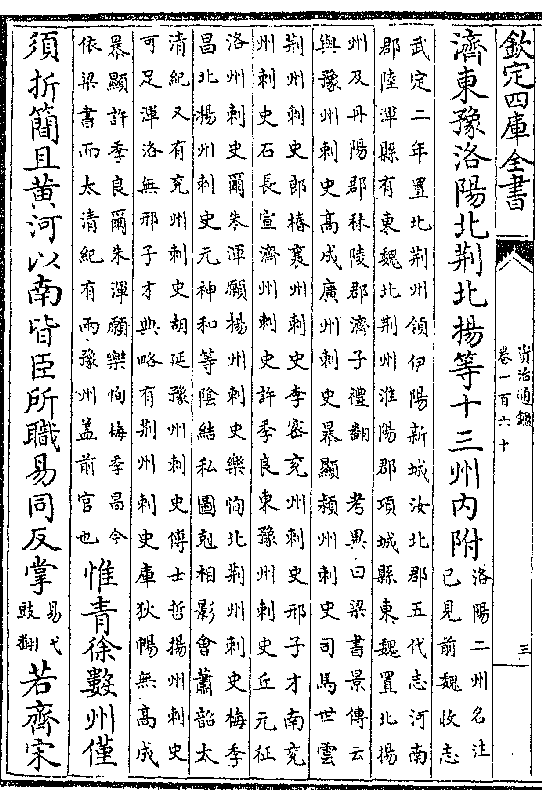 欽定四庫全書
資治通鑑
卷一百六十
三
濟東豫洛陽北荆北揚等十三州内附
洛陽二州名注
已見前魏收志
武定二年置北荆州領伊陽新城汝北郡五代志河南
郡陸渾縣有東魏北荆州淮陽郡項城縣東魏置北揚
州及丹陽郡秣陵郡濟子禮翻 考異曰梁書景傳云
與豫州刺史高成廣州刺史暴顯潁州刺史司馬世雲
荆州刺史郎椿襄州刺史李密兖州刺史邢子才南兖
州刺史石長宣濟州刺史許季良東豫州刺史丘元征
洛州刺史爾朱渾願揚州刺史樂恂北荆州刺史梅季
昌北揚州刺史元神和等陰結私圖剋相影會蕭韶太
清紀又有兖州刺史胡延豫州刺史傅士哲揚州刺史
可足渾洛無邢子才典略有荆州刺史庫狄暢無高成
暴顯許季良爾朱渾願樂恂梅季昌今
依梁書而太清紀有兩豫州蓋前官也
惟青徐數州僅
須折簡且黄河以南皆臣所職易同反掌
易弋
豉翻
若齊宋